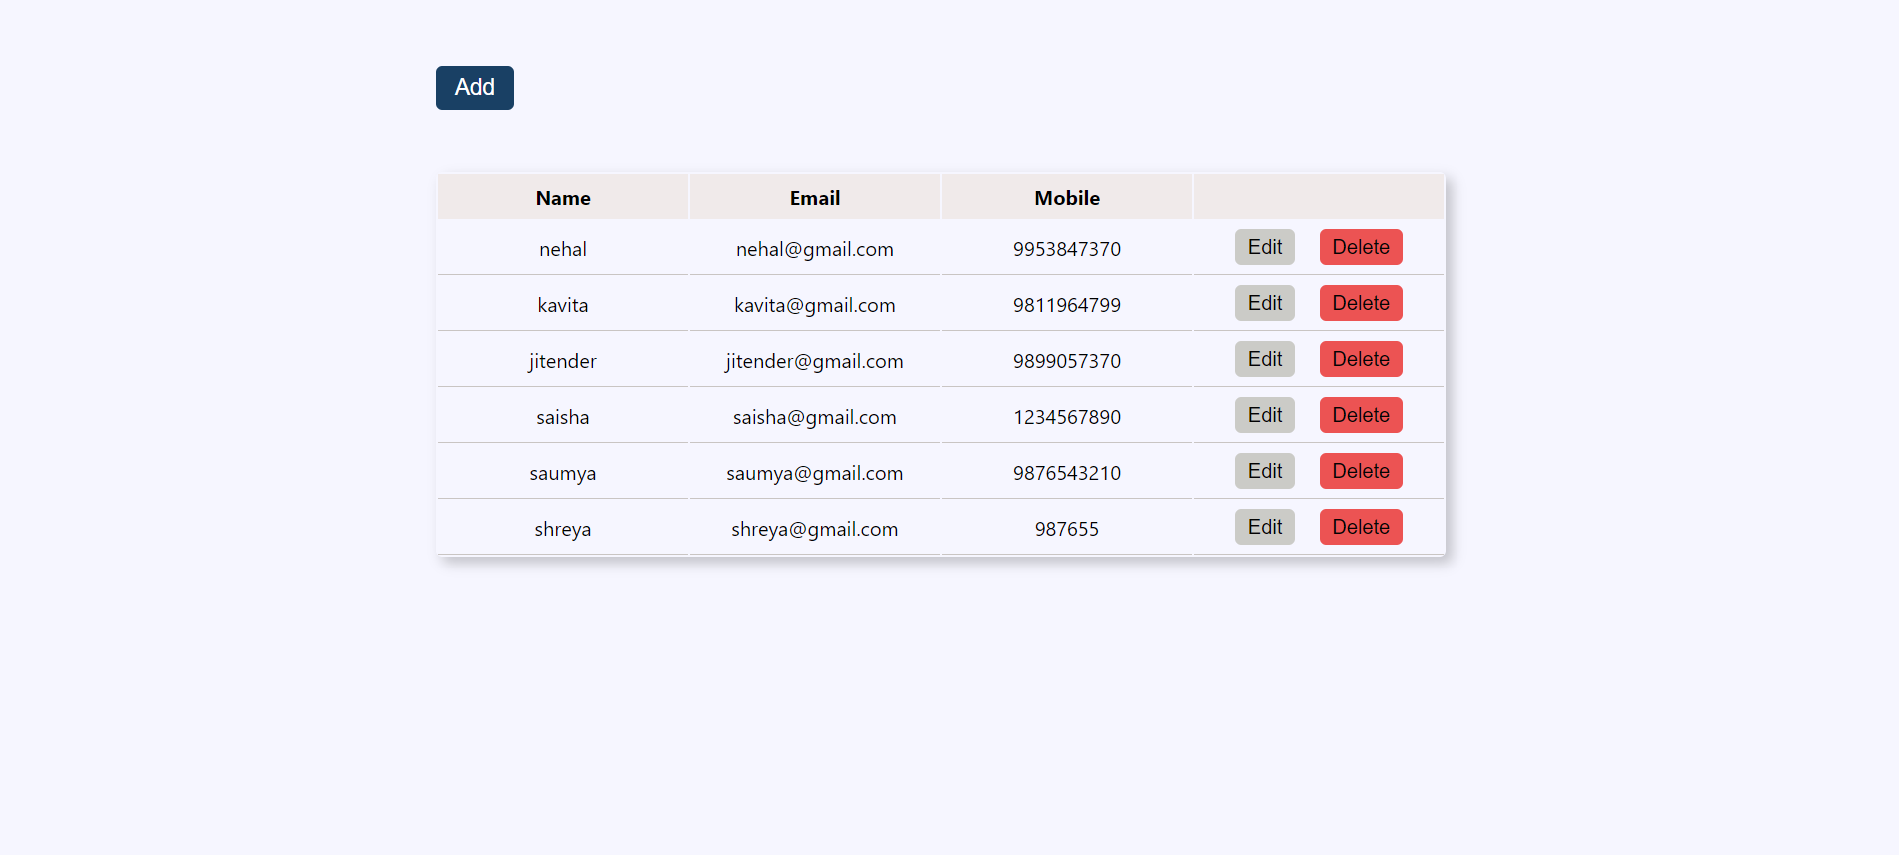 Add
Name Email Mobile
nehal nehal@gmail.com 9953847370 Edit Delete
kavita kavita@gmail.com 9811964799 Edit Delete
jitender jitender@gmail.com 9899057370 Edit Delete
saisha saisha@gmail.com 1234567890 Edit Delete
saumya saumya@gmail.com 9876543210 Edit Delete
shreya shreya@gmail.com 987655 Edit Delete